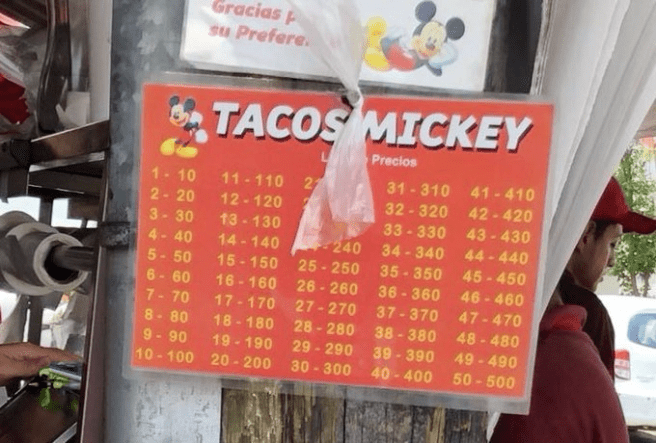 Gracias p
su Prefere
TACOS MICKEY
Precios
1 - 10 11 - 110 31 - 310 41 - 410
2 - 20 12 - 120 32 - 320 42 - 420
3 - 30 13 - 130 33 - 330 43 - 430
4 - 40 14 - 140 240 34 - 340 44 - 440
5 - 50 15 - 150 25 - 250 35 - 350 45 - 450
6 - 60 16 - 160 26 - 260 36 - 360 46 - 460
7 - 70 17 - 170 27 - 270 37 - 370 47 - 470
8 - 80 18 - 180 28 - 280 38 - 380 48 - 480
9 - 90 19 - 190 29 - 290 39 - 390 49 - 490
10 - 100 20 - 200 30 - 300 40 - 400 50 - 500